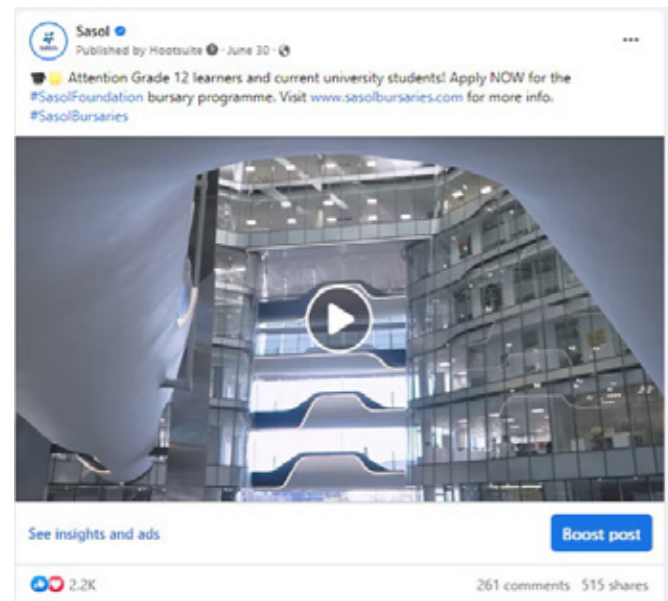 Sasol
Published by Hootsuite · June 30 ·
Attention Grade 12 learners and current university students! Apply NOW for the
#SasolFoundation bursary programme. Visit www.sasolbursaries.com for more info.
#SasolBursaries
See insights and ads
Boost post
2.2K
261 comments 515 shares